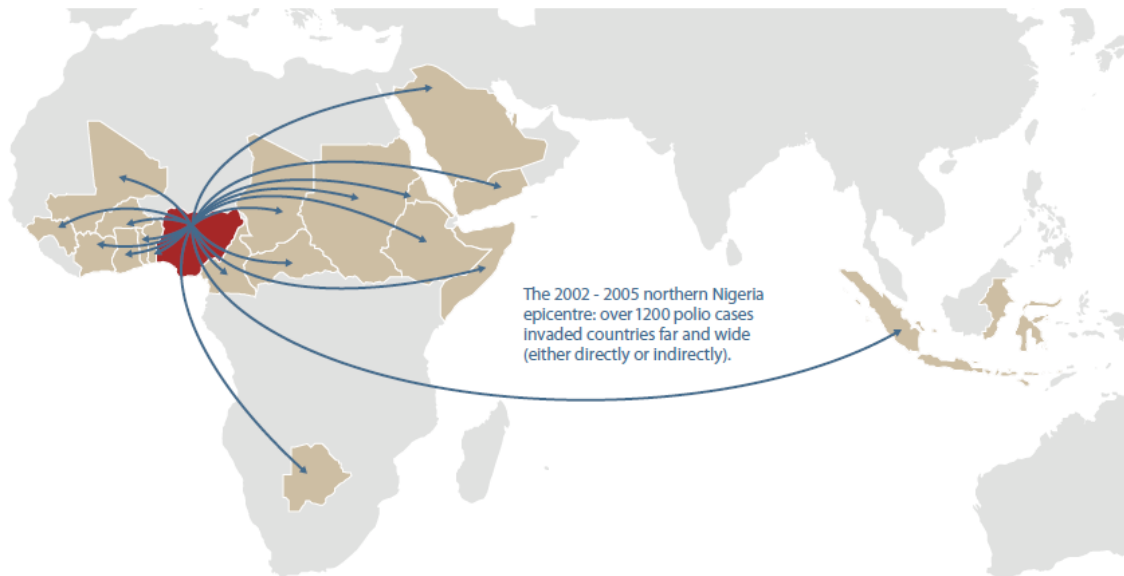 The 2002 - 2005 northern Nigeria
epicentre: over 1200 polio cases
invaded countries far and wide
(either directly or indirectly).